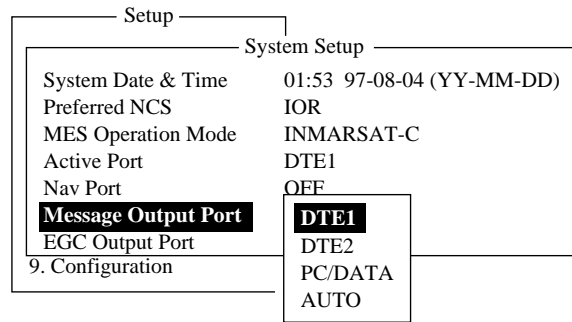 Setup
System Setup
System Date & Time 01:53 97-08-04 (YY-MM-DD)
Preferred NCS IOR
MES Operation Mode INMARSAT-C
Active Port DTE1
Nav Port OFF
Message Output Port DTE1
EGC Output Port DTE2
9. Configuration PC/DATA
AUTO